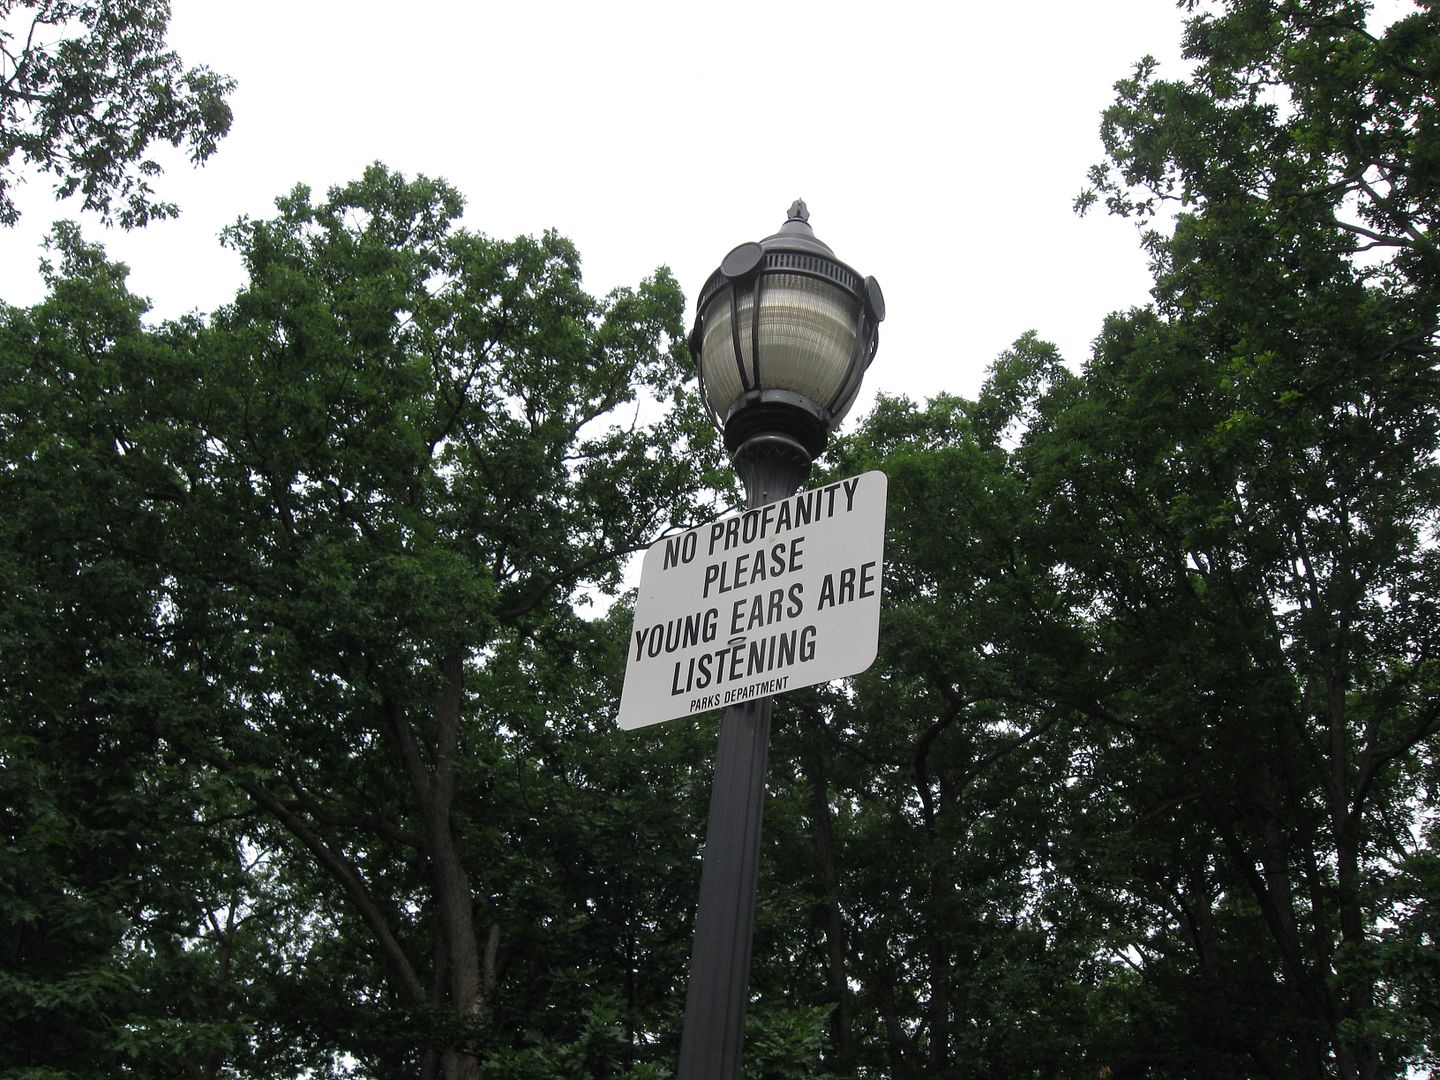 NO PROFANITY
PLEASE
YOUNG EARS ARE
LISTENING
PARKS DEPARTMENT